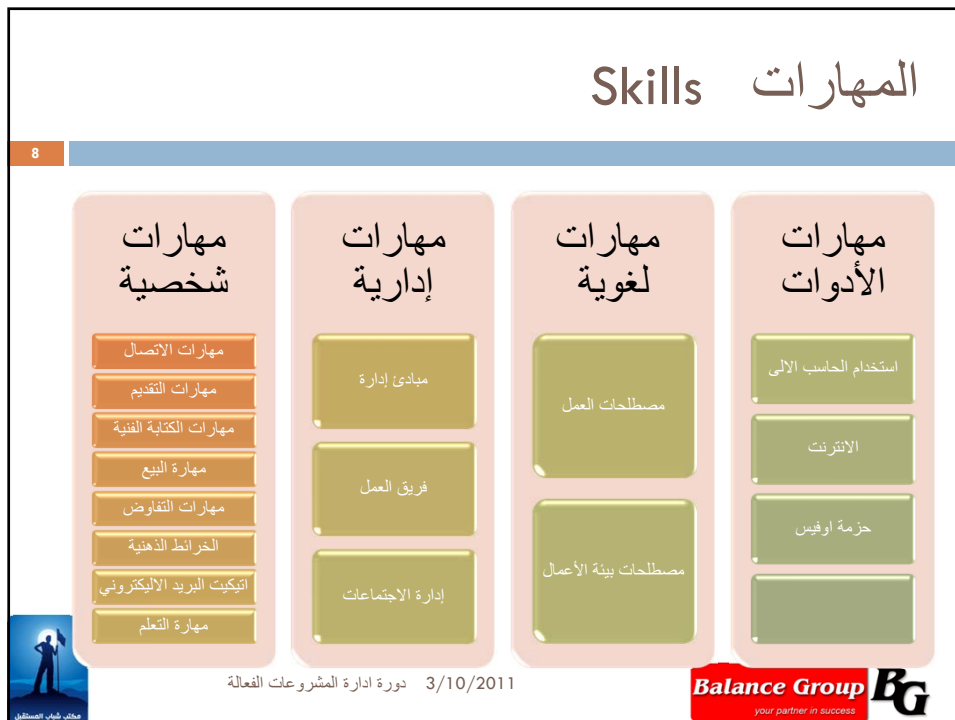 المهارات Skills
8
مهارات
شخصية
مهارات الاتصال
مهارات التقديم
مهارات الكتابة الفنية
مهارة البيع
مهارات التفاوض
الخرائط الذهنية
اتيكيت البريد الاليكتروني
مهارة التعلم
مهارات
إدارية
مبادئ إدارة
فريق العمل
إدارة الاجتماعات
مهارات
لغوية
مصطلحات العمل
مصطلحات بيئة الأعمال
مهارات
الأدوات
استخدام الحاسب الالى
الانترنت
حزمة اوفيس
مكتب شباب المستقبل
3/10/2011 دورة ادارة المشروعات الفعالة
Balance Group BG
your partner in success